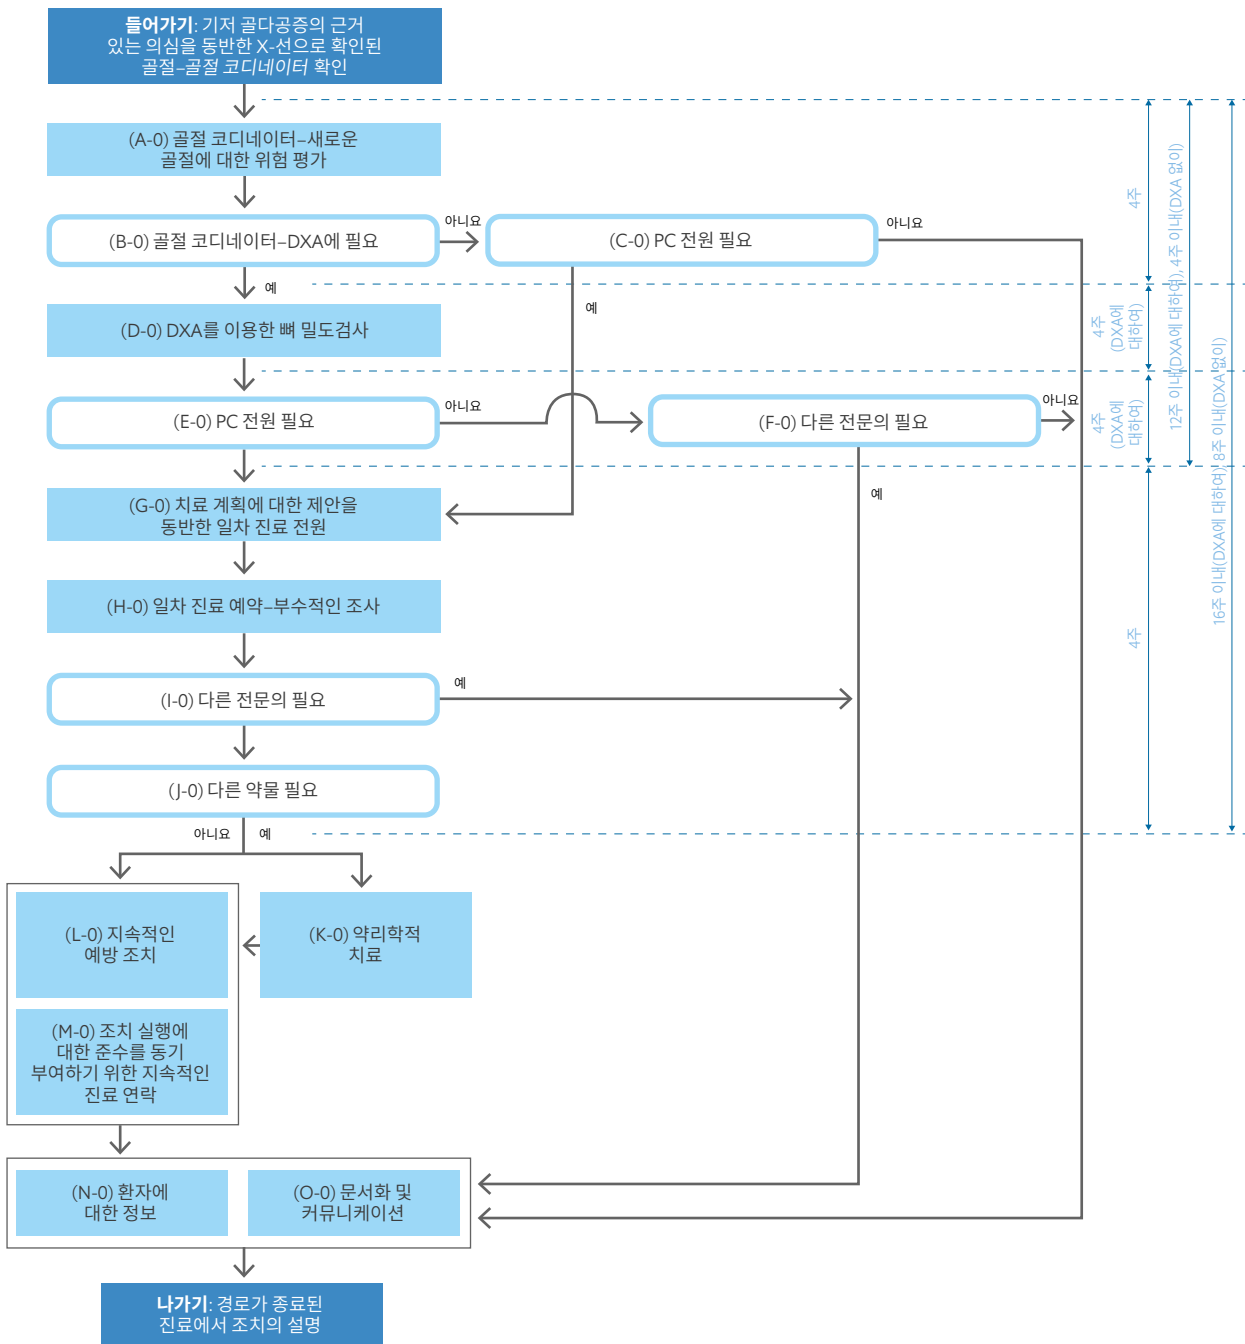 들어가기: 기저 골다공증의 근거
있는 의심을 동반한 X-선으로 확인된
골절–골절 코디네이터 확인
(A-0) 골절 코디네이터–새로운
골절에 대한 위험 평가
(B-0) 골절 코디네이터–DXA에 필요
아니요
(C-0) PC 전원 필요
아니요
예
예
(D-0) DXA를 이용한 뼈 밀도검사
(E-0) PC 전원 필요
아니요
(F-0) 다른 전문의 필요
아니요
예
(G-0) 치료 계획에 대한 제안을
동반한 일차 진료 전원
(H-0) 일차 진료 예약–부수적인 조사
(I-0) 다른 전문의 필요
예
(J-0) 다른 약물 필요
아니요
예
(L-0) 지속적인
예방 조치
(K-0) 약리학적
치료
(M-0) 조치 실행에
대한 준수를 동기
부여하기 위한 지속적인
진료 연락
(N-0) 환자에
대한 정보
(O-0) 문서화 및
커뮤니케이션
나가기: 경로가 종료된
진료에서 조치의 설명
4주
4주
(DXA에
대하여)
4주
(DXA에
대하여)
4주
12주 이내(DXA에 대하여), 4주 이내(DXA 없이)
16주 이내(DXA에 대하여), 8주 이내(DXA 없이)